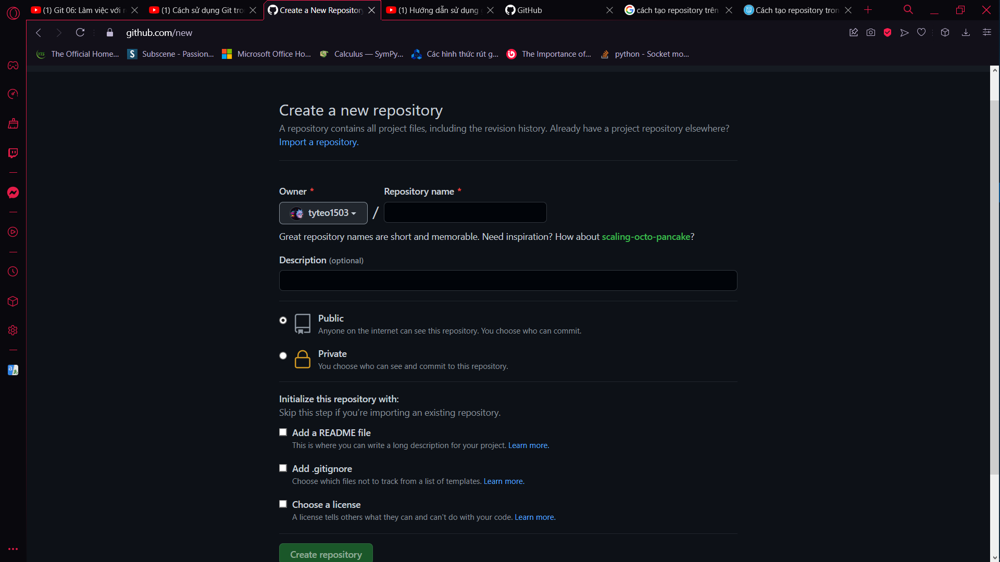 (1) Git 06: Làm việc với
(1) Cách sử dụng Git tro
Create a New Repository
(1) Hướng dẫn sử dụng
GitHub
cách tạo repository trên
Cách tạo repository tron
github.com/new
The Official Home...
Subscene - Passion...
Microsoft Office Ho...
Calculus — SymPy...
Các hình thức rút g...
The Importance of...
python - Socket mo...
Create a new repository
A repository contains all project files, including the revision history. Already have a project repository elsewhere?
Import a repository.
Owner *
Repository name *
tyteo1503
/
Great repository names are short and memorable. Need inspiration? How about scaling-octo-pancake?
Description (optional)
Public
Anyone on the internet can see this repository. You choose who can commit.
Private
You choose who can see and commit to this repository.
Initialize this repository with:
Skip this step if you’re importing an existing repository.
Add a README file
This is where you can write a long description for your project. Learn more.
Add .gitignore
Choose which files not to track from a list of templates. Learn more.
Choose a license
A license tells others what they can and can't do with your code. Learn more.
Create repository